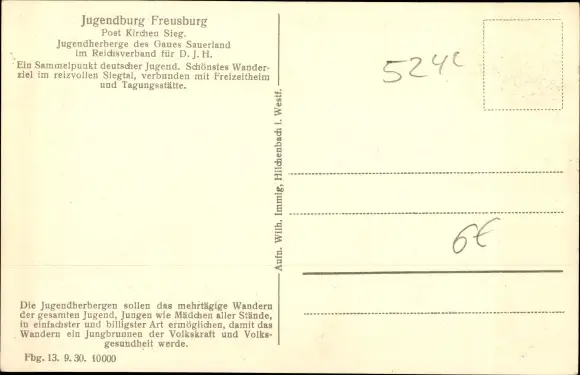 Jugendburg Freusburg
Post Kirchen Sieg.
Jugendherberge des Gaues Sauerland
im Reichsverband für D. J. H.
Ein Sammelpunkt deutscher Jugend. Schönstes Wander-
ziel im reizvollen Siegtal, verbunden mit Freizeitheim
und Tagungsstätte.
Die Jugendherbergen sollen das mehrtägige Wandern
der gesamten Jugend, Jungen wie Mädchen aller Stände,
in einfachster und billigster Art ermöglichen, damit das
Wandern ein Jungbrunnen der Volkskraft und Volks-
gesundheit werde.
Fbg. 13. 9. 30. 10000
Aufn. Wilh. Immig, Hilchenbach i. Westf.
524
6€